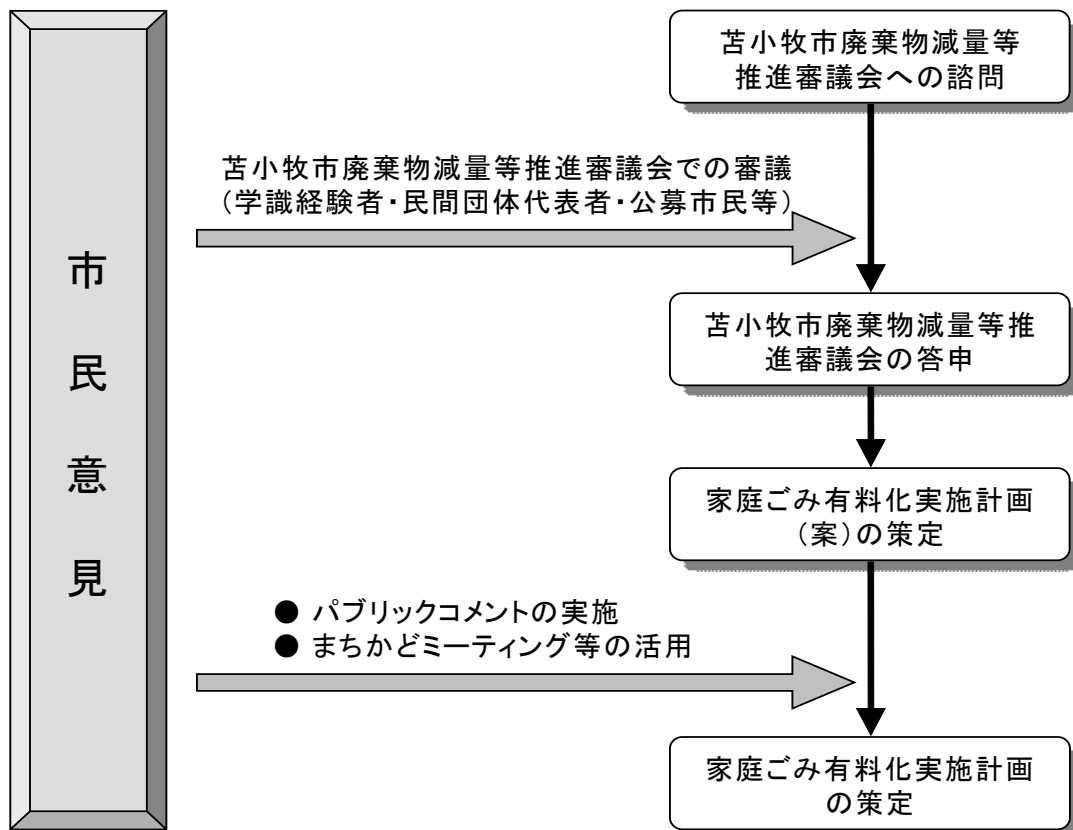 市民意見
苫小牧市廃棄物減量等
推進審議会への諮問
苫小牧市廃棄物減量等推進審議会での審議
(学識経験者・民間団体代表者・公募市民等)
苫小牧市廃棄物減量等推
進審議会の答申
家庭ごみ有料化実施計画
(案)の策定
● パブリックコメントの実施
● まちかどミーティング等の活用
家庭ごみ有料化実施計画
の策定